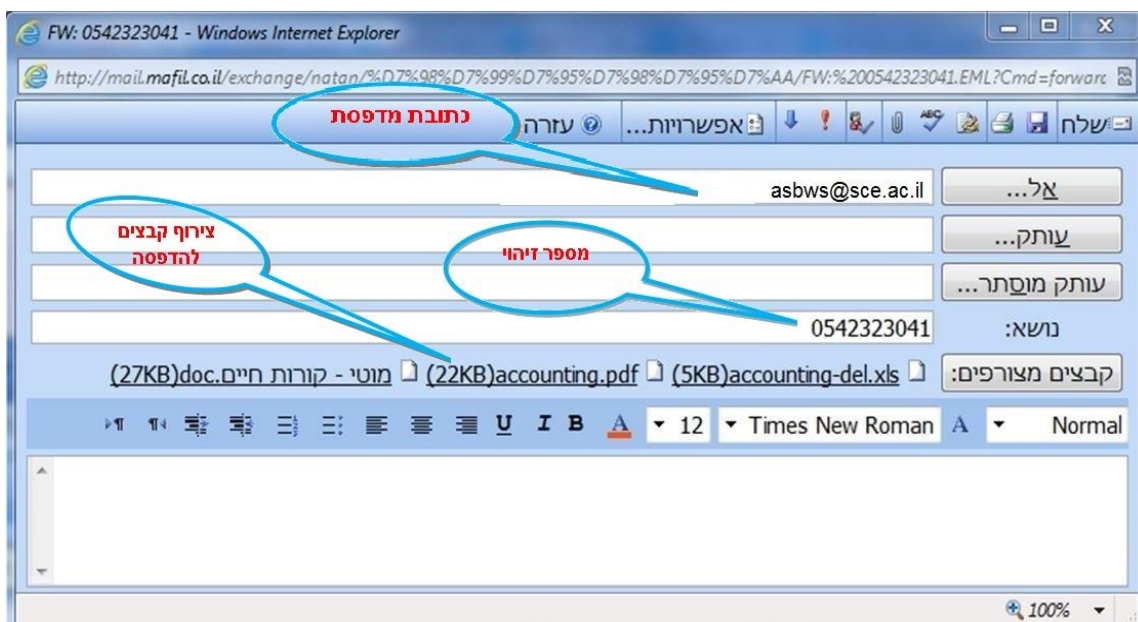 FW: 0542323041 - Windows Internet Explorer
http://mail.mafil.co.il/exchange/natan/%D7%98%D7%99%D7%95%D7%98%D7%95%D7%AA/FW:%200542323041.EML?Cmd=forwarc
שלח אפשרויות... עזרה
כתובת מדפסת
אל... asbws@sce.ac.il
עותק...
צירוף קבצים
להדפסה
מספר זיהוי
עותק מוסתר...
נושא: 0542323041
קבצים מצורפים: accounting-del.xls(5KB) accounting.pdf(22KB) מוטי - קורות חיים.doc(27KB)
Normal A Times New Roman 12 A B I U
100%